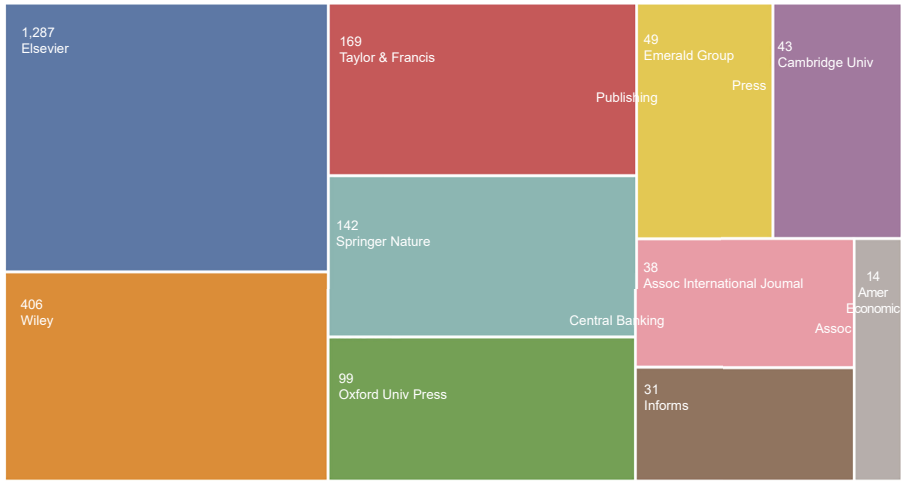 1,287
Elsevier
406
Wiley
169
Taylor & Francis
142
Springer Nature
99
Oxford Univ Press
49
Emerald Group
Publishing
43
Cambridge Univ
Press
38
Assoc International Journal
Central Banking
31
Informs
14
Amer
Economic
Assoc